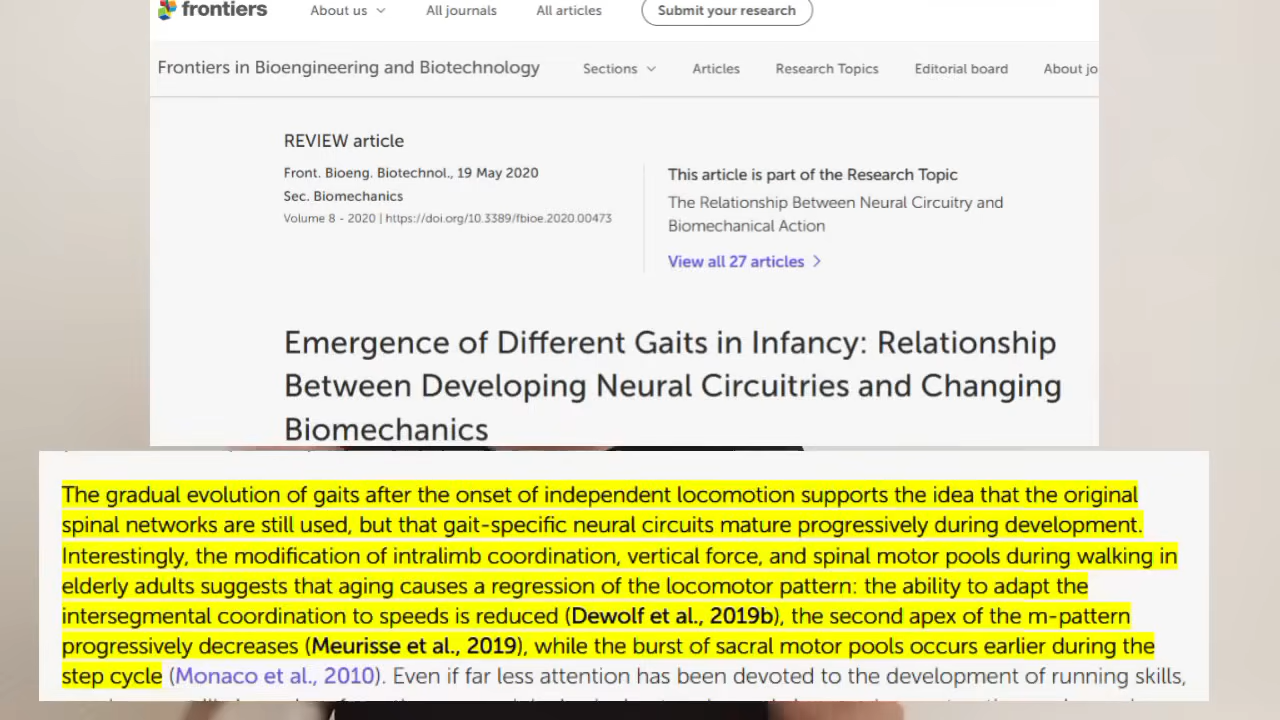 frontiers About us All journals All articles Submit your research
Frontiers in Bioengineering and Biotechnology Sections Articles Research Topics Editorial board About jo
REVIEW article
Front. Bioeng. Biotechnol., 19 May 2020
Sec. Biomechanics
Volume 8 - 2020 | https://doi.org/10.3389/fbioe.2020.00473
This article is part of the Research Topic
The Relationship Between Neural Circuitry and
Biomechanical Action
View all 27 articles
Emergence of Different Gaits in Infancy: Relationship
Between Developing Neural Circuitries and Changing
Biomechanics
The gradual evolution of gaits after the onset of independent locomotion supports the idea that the original
spinal networks are still used, but that gait-specific neural circuits mature progressively during development.
Interestingly, the modification of intralimb coordination, vertical force, and spinal motor pools during walking in
elderly adults suggests that aging causes a regression of the locomotor pattern: the ability to adapt the
intersegmental coordination to speeds is reduced (Dewolf et al., 2019b), the second apex of the m-pattern
progressively decreases (Meurisse et al., 2019), while the burst of sacral motor pools occurs earlier during the
step cycle (Monaco et al., 2010). Even if far less attention has been devoted to the development of running skills,